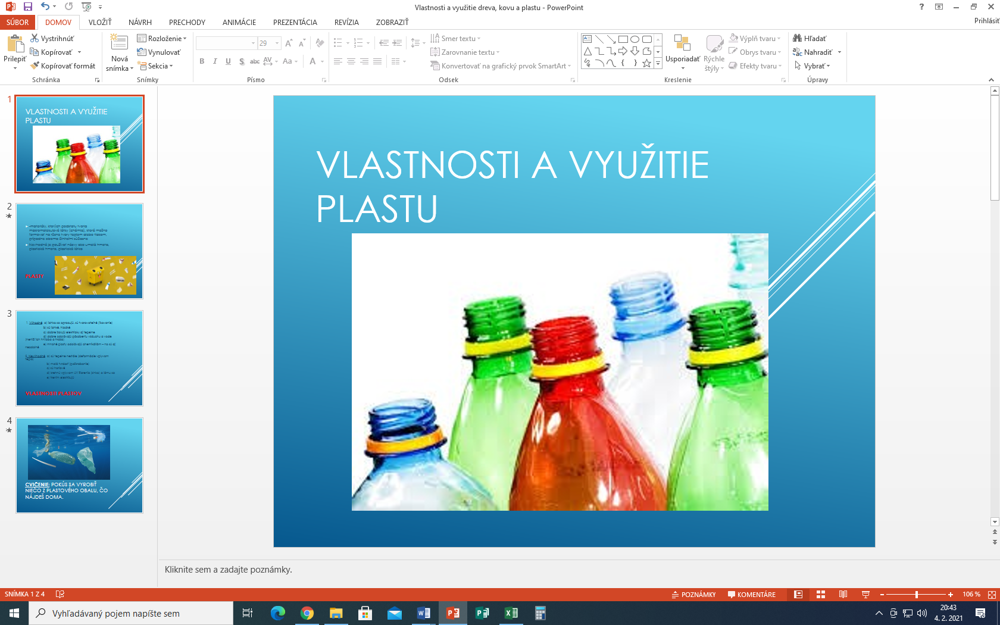 Vlastnosti a využitie dreva, kovu a plastu - PowerPoint
SÚBOR DOMOV VLOŽIŤ NÁVRH PRECHODY ANIMÁCIE PREZENTÁCIA REVÍZIA ZOBRAZIŤ Prihlásiť
Prilepiť
Vystrihnúť
Kopírovať
Kopírovať formát
Schránka
Nová
snímka
Rozloženie
Vynulovať
Sekcia
Snímky
29
Písmo
Smer textu
Zarovnanie textu
Konvertovať na grafický prvok SmartArt
Odsek
Usporiadať
Rýchle
štýly
Výplň tvaru
Obrys tvaru
Efekty tvaru
Kreslenie
Hľadať
Nahradiť
Vybrať
Úpravy
1
VLASTNOSTI A VYUŽITIE
PLASTU
2
PLASTY
3
VLASTNOSTI PLASTOV
4
CVIČENIE: POKÚS SA VYROBIŤ
NIEČO Z PLASTOVÉHO OBALU, ČO
NÁJDEŠ DOMA.
VLASTNOSTI A VYUŽITIE
PLASTU
Kliknite sem a zadajte poznámky.
SNÍMKA 1 Z 4 POZNÁMKY KOMENTÁRE 106 %
Vyhľadávaný pojem napíšte sem
20:43
4. 2. 2021